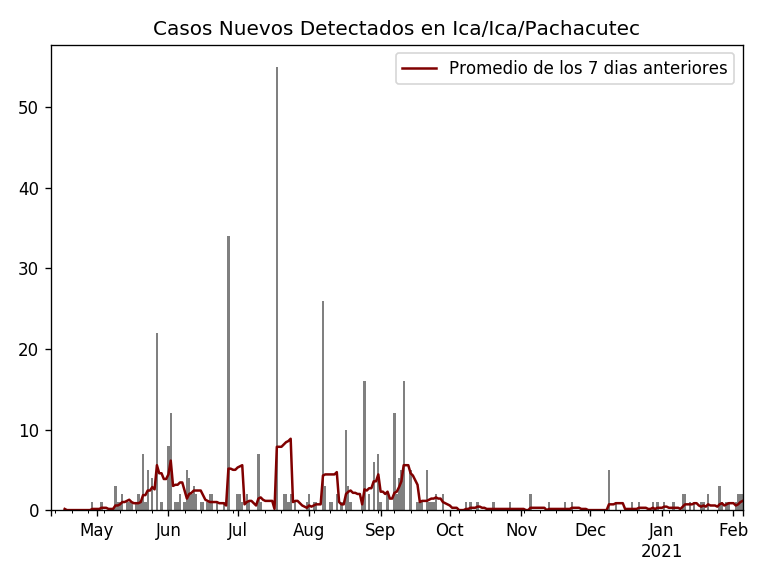 Casos Nuevos Detectados en Ica/Ica/Pachacutec
Promedio de los 7 dias anteriores
50
40
30
20
10
0
May Jun Jul Aug Sep Oct Nov Dec Jan Feb
2021